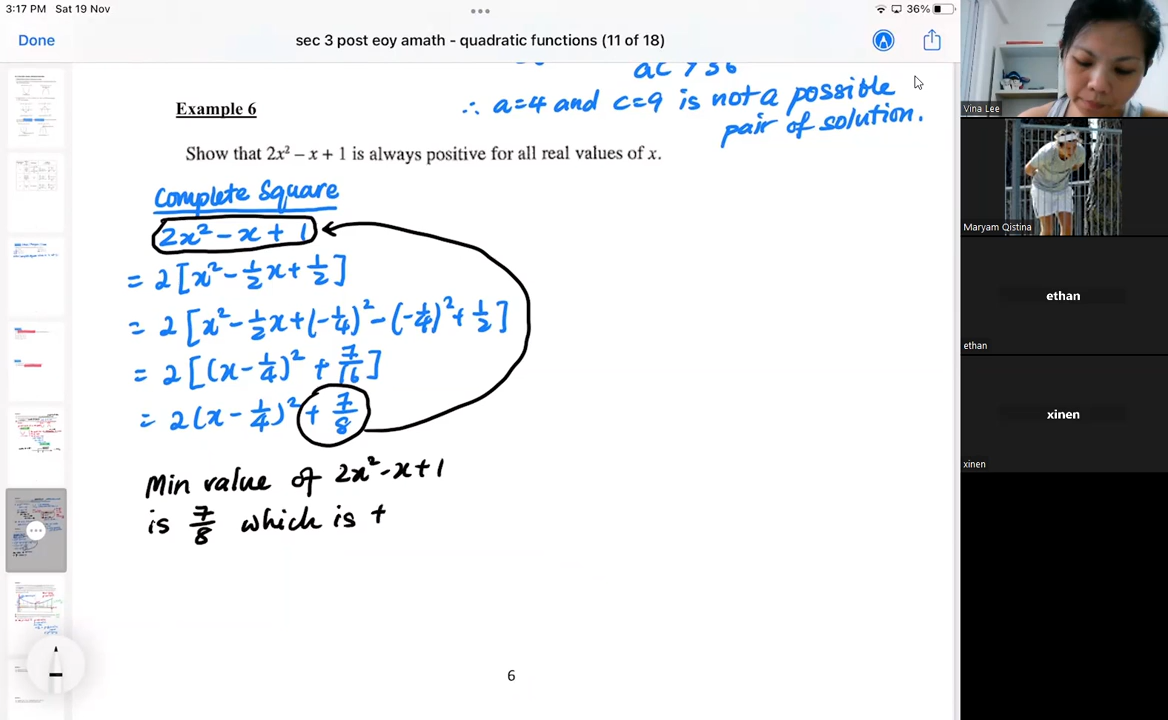 3:17 PM Sat 19 Nov
36%
Done
sec 3 post eoy amath - quadratic functions (11 of 18)
ac > 36
∴ a=4 and c=9 is not a possible
pair of solution.
Example 6
Show that 2x² – x + 1 is always positive for all real values of x.
Complete Square
2x² - x + 1
= 2[x² - 1/2 x + 1/2]
= 2[x² - 1/2 x + (-1/4)² - (-1/4)² + 1/2]
= 2[(x - 1/4)² + 7/16]
= 2(x - 1/4)² + 7/8
Min value of 2x² - x + 1
is 7/8 which is +
6
Vina Lee
Maryam Qistina
ethan
ethan
xinen
xinen